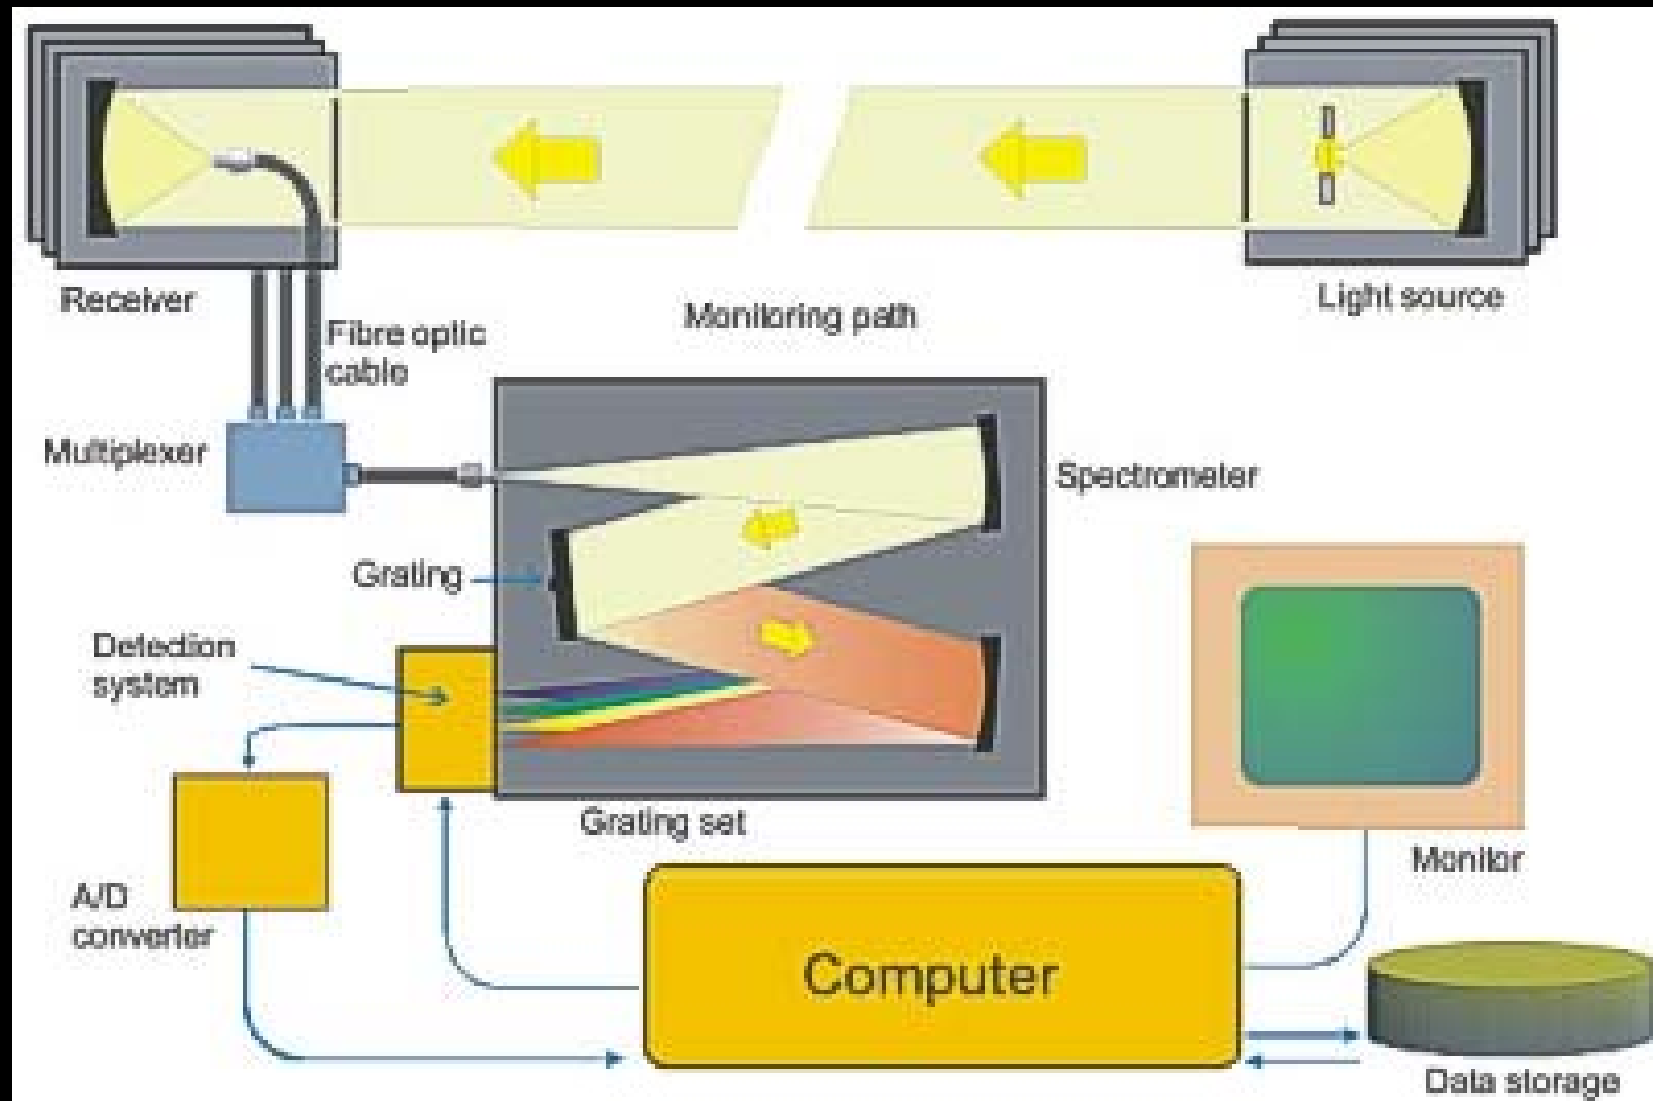 Receiver
Light source
Monitoring path
Fibre optic
cable
Multiplexer
Spectrometer
Grating
Detection
system
Grating set
Monitor
A/D
converter
Computer
Data storage